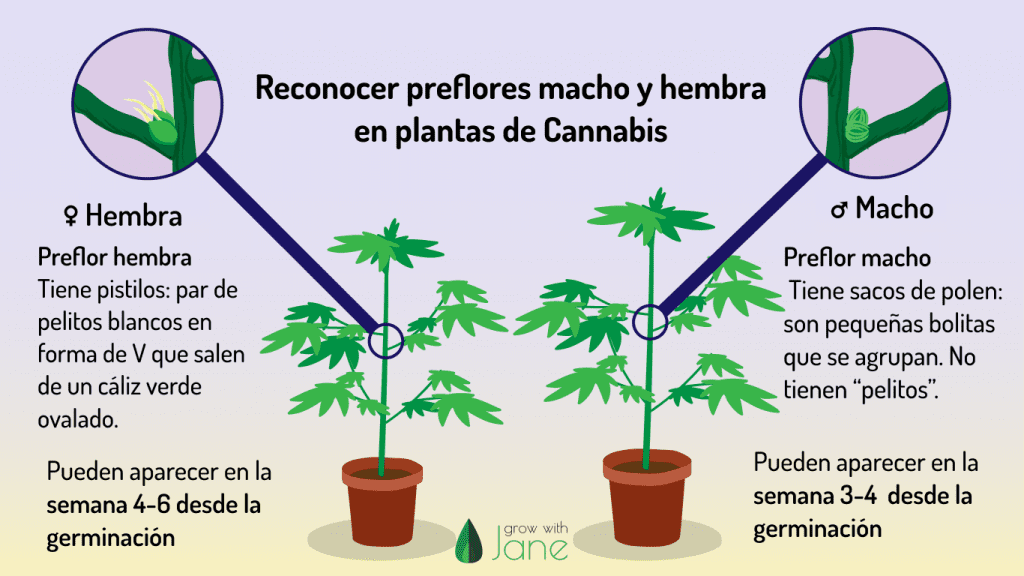 Reconocer preflores macho y hembra
en plantas de Cannabis
♀ Hembra
Preflor hembra
Tiene pistilos: par de
pelitos blancos en
forma de V que salen
de un cáliz verde
ovalado.
Pueden aparecer en la
semana 4-6 desde la
germinación
♂ Macho
Preflor macho
Tiene sacos de polen:
son pequeñas bolitas
que se agrupan. No
tienen “pelitos”.
Pueden aparecer en la
semana 3-4 desde la
germinación
grow with
Jane